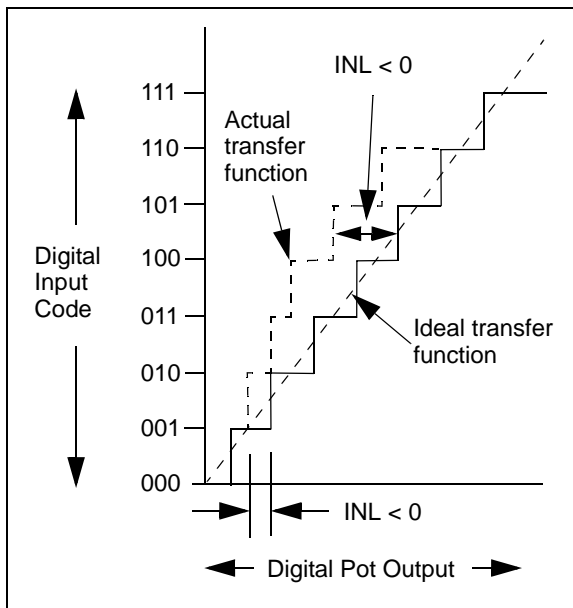 INL < 0
111
Actual
transfer
function
110
101
100
Digital
Input
Code
011
Ideal transfer
function
010
001
000
INL < 0
Digital Pot Output